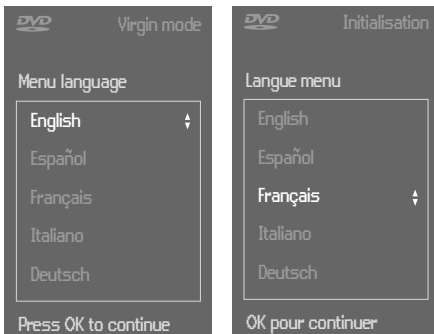 DVD Virgin mode
Menu language
English
Español
Français
Italiano
Deutsch
Press OK to continue
DVD Initialisation
Langue menu
English
Español
Français
Italiano
Deutsch
OK pour continuer